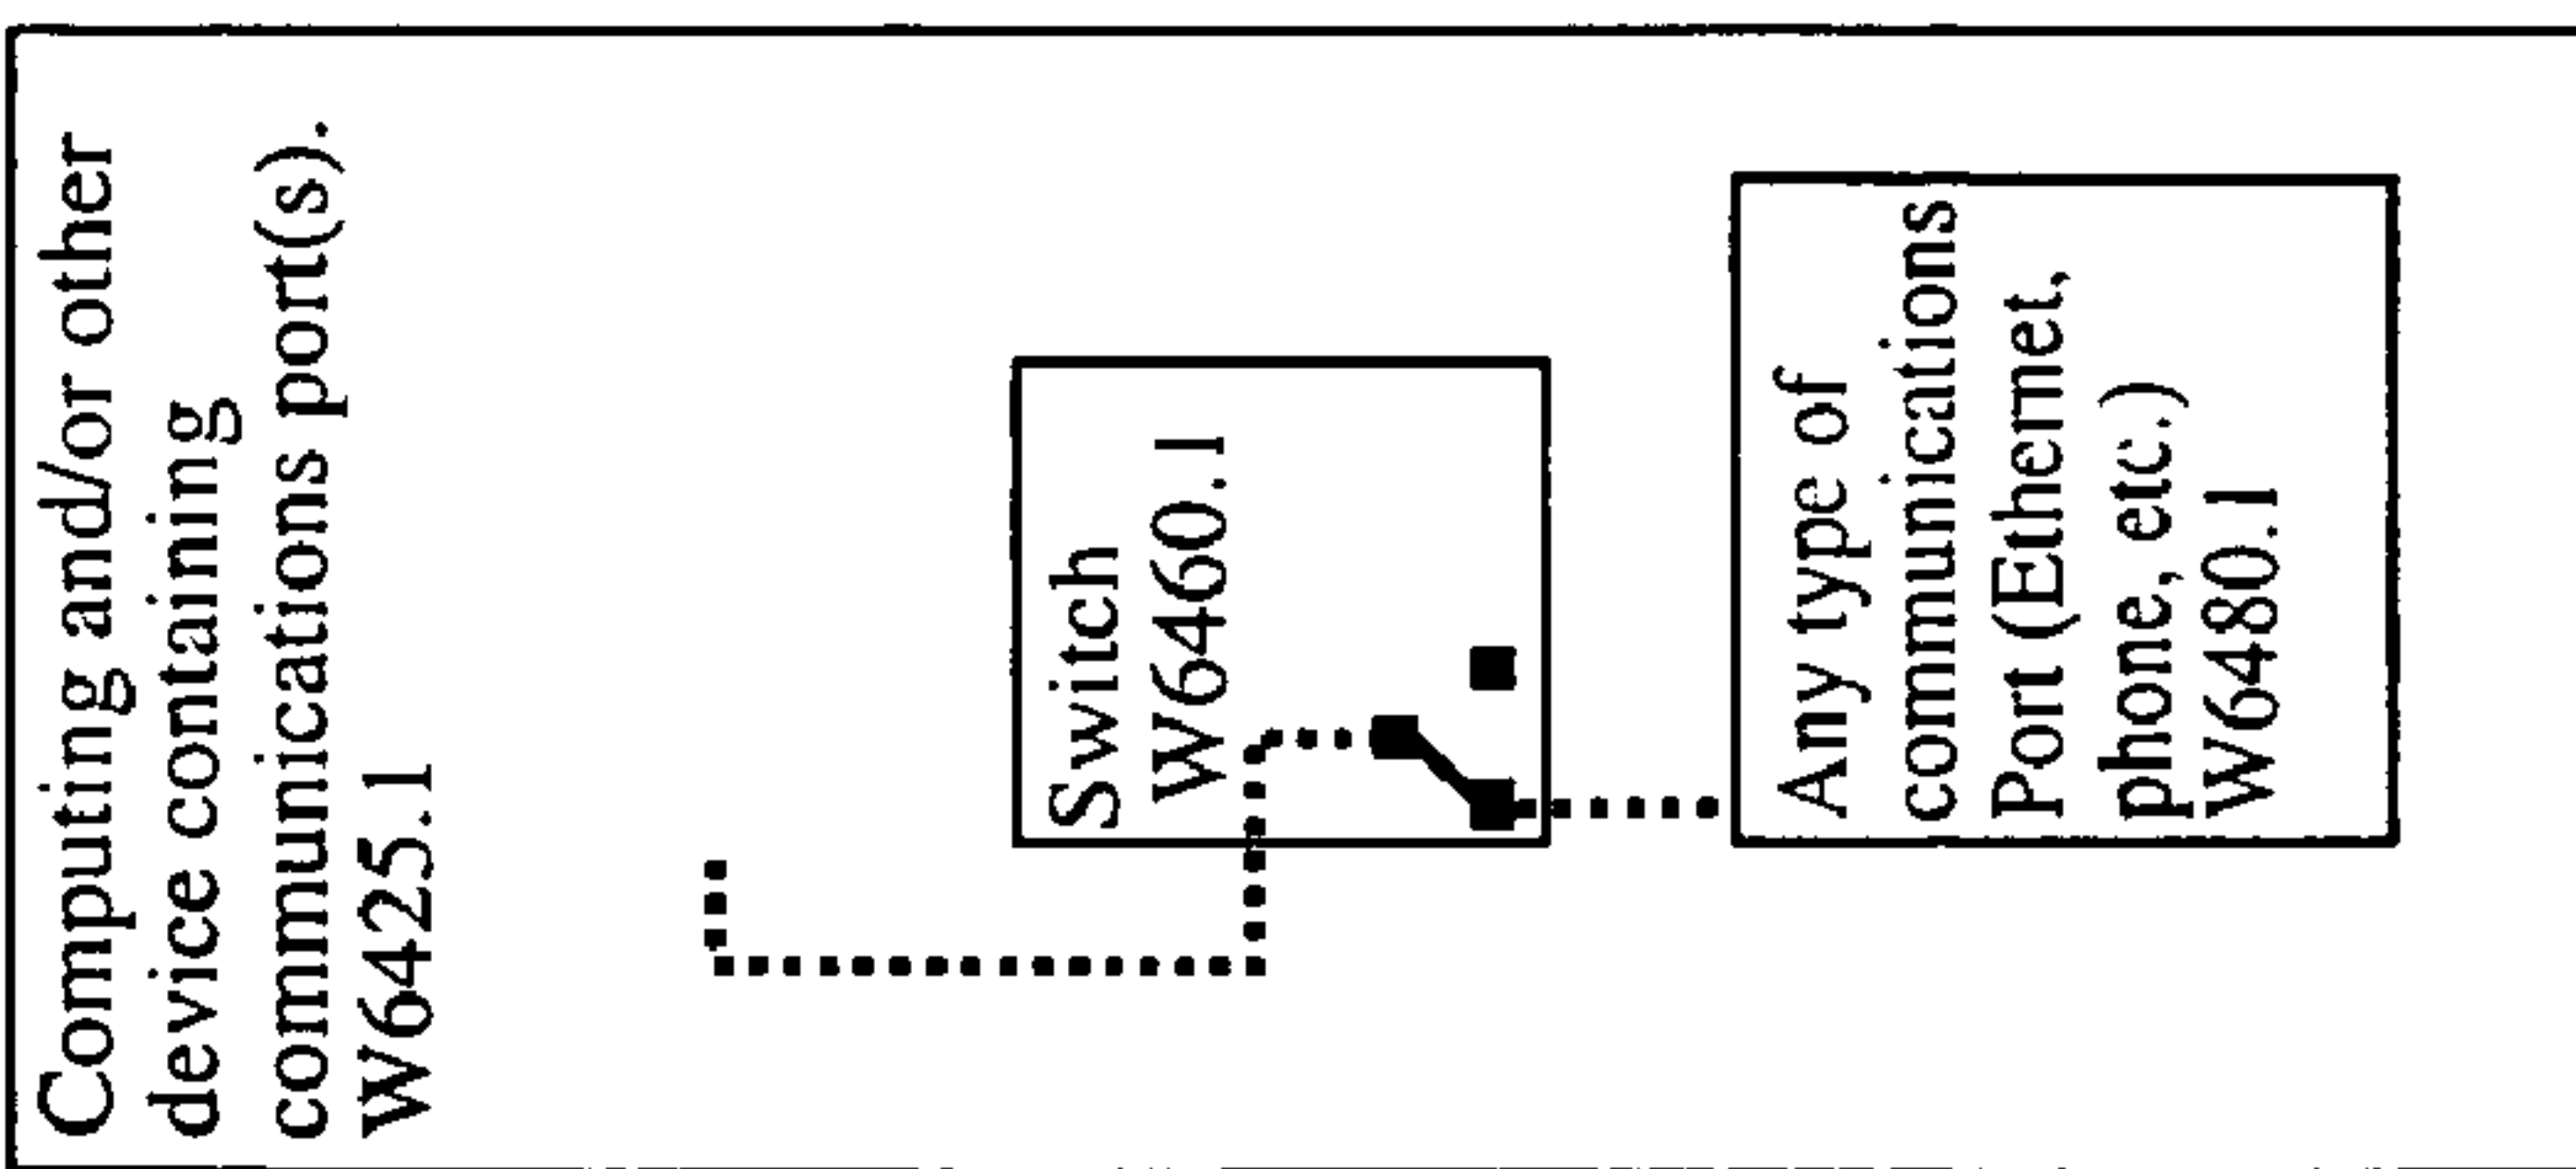 Computing and/or other
device containing
communications port(s).
W6425.1
Switch
W6460.1
Any type of
communications
Port (Ethernet,
phone, etc.)
W6480.1